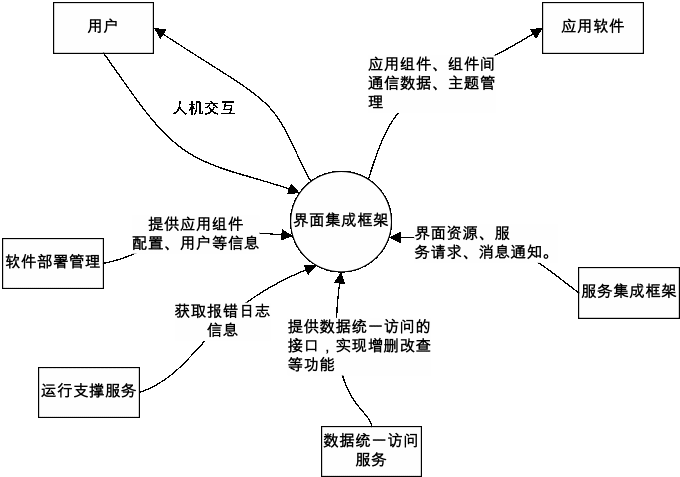 用户
应用软件
应用组件、组件间
通信数据、主题管
理
人机交互
界面集成框架
提供应用组件
配置、用户等信息
界面资源、服
务请求、消息通知。
软件部署管理
服务集成框架
获取报错日志
信息
提供数据统一访问的
接口，实现增删改查
等功能
运行支撑服务
数据统一访问
服务